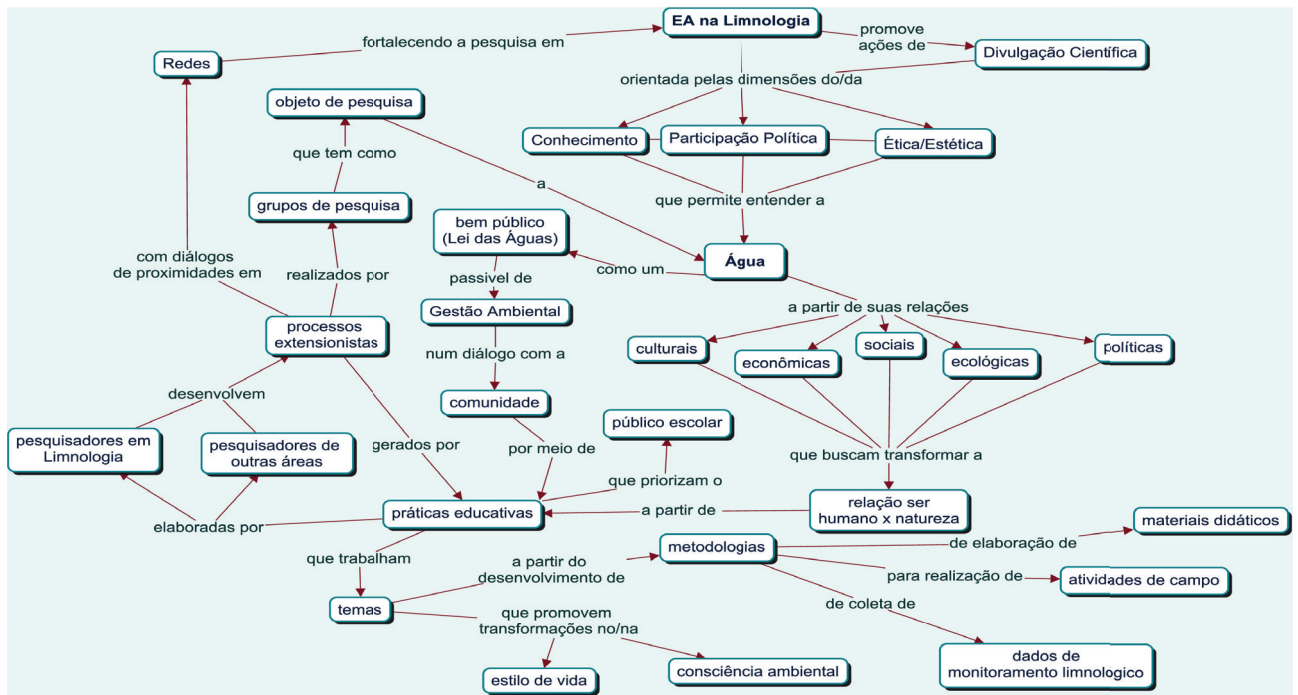 EA na Limnologia
fortalecendo a pesquisa em
promove
ações de
Divulgação Científica
Redes
orientada pelas dimensões do/da
objeto de pesquisa
Conhecimento
Participação Política
Ética/Estética
que tem como
a
que permite entender a
grupos de pesquisa
bem público
(Lei das Águas)
com diálogos
de proximidades em
realizados por
como um
Água
passivel de
a partir de suas relações
Gestão Ambiental
processos
extensionistas
culturais
econômicas
sociais
ecológicas
políticas
num diálogo com a
desenvolvem
comunidade
público escolar
pesquisadores em
Limnologia
pesquisadores de
outras áreas
gerados por
por meio de
que buscam transformar a
que priorizam o
elaboradas por
práticas educativas
a partir de
relação ser
humano x natureza
que trabalham
a partir do
desenvolvimento de
metodologias
de elaboração de
materiais didáticos
para realização de
atividades de campo
temas
que promovem
transformações no/na
de coleta de
estilo de vida
consciência ambiental
dados de
monitoramento limnologico